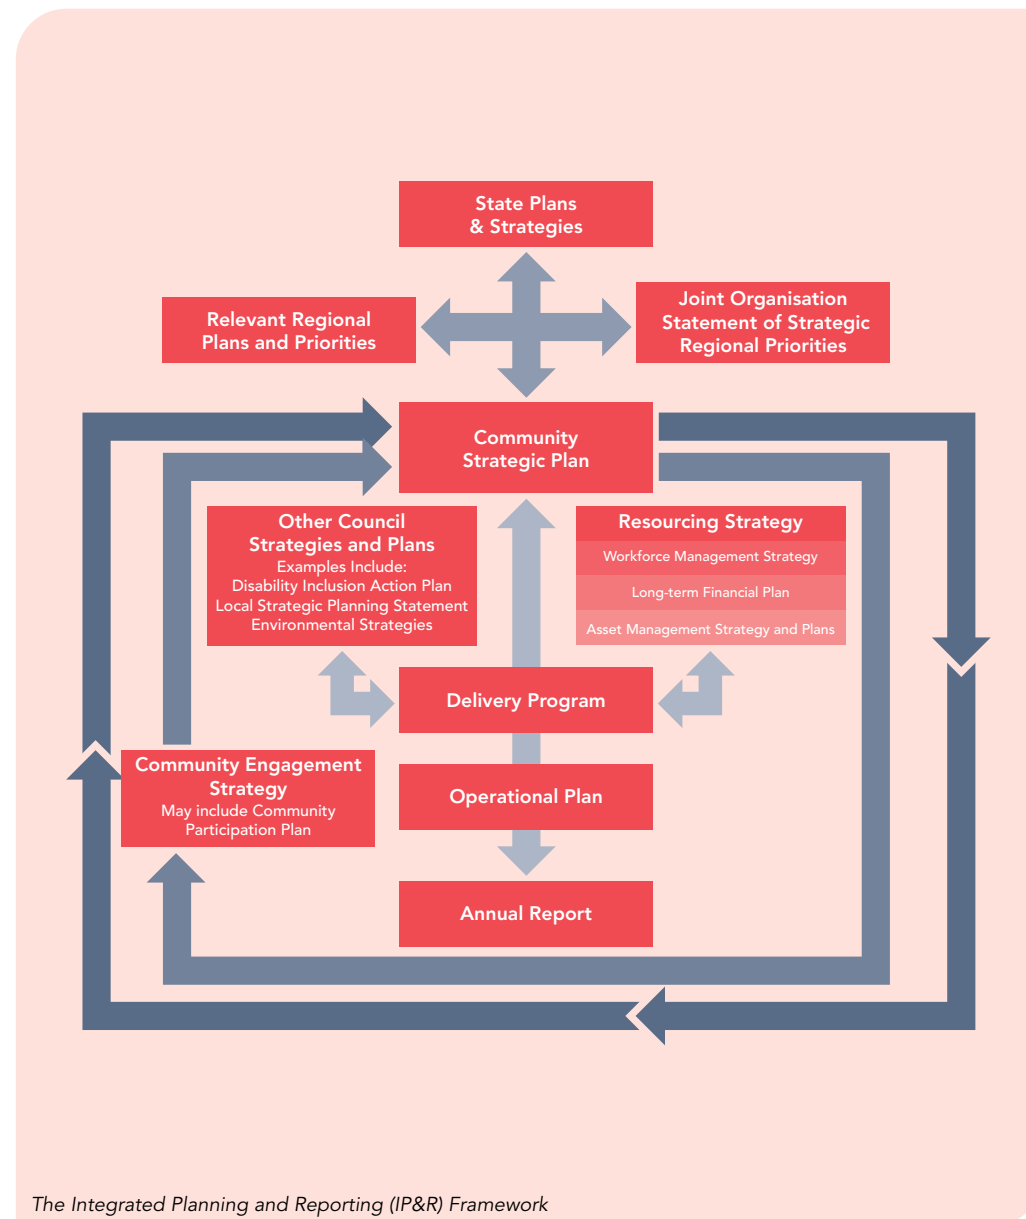 State Plans
& Strategies
Relevant Regional
Plans and Priorities
Joint Organisation
Statement of Strategic
Regional Priorities
Community
Strategic Plan
Other Council
Strategies and Plans
Examples Include:
Disability Inclusion Action Plan
Local Strategic Planning Statement
Environmental Strategies
Resourcing Strategy
Workforce Management Strategy
Long-term Financial Plan
Asset Management Strategy and Plans
Delivery Program
Community Engagement
Strategy
May include Community
Participation Plan
Operational Plan
Annual Report
The Integrated Planning and Reporting (IP&R) Framework